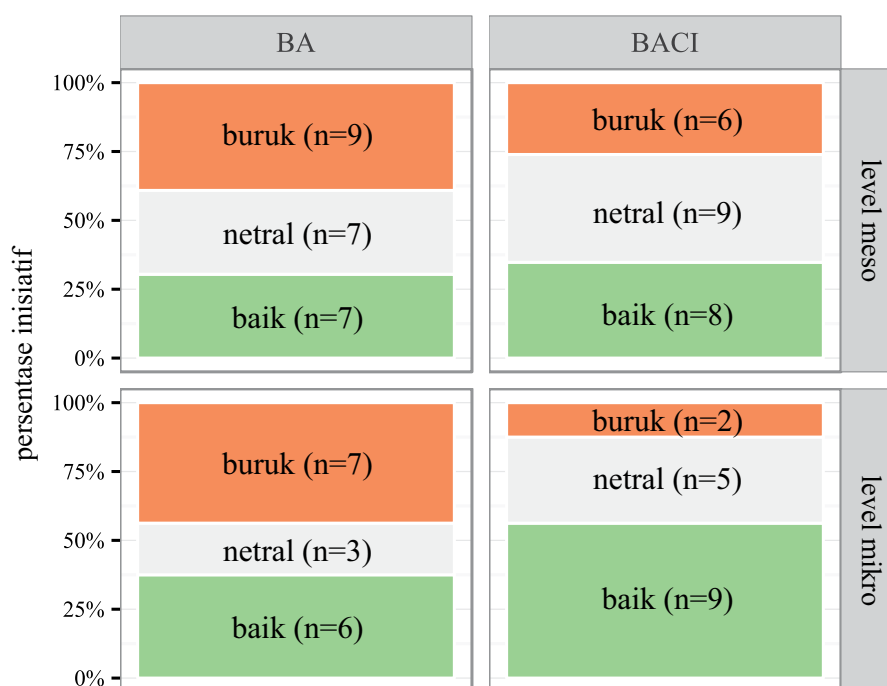 BA
BACI
persentase inisiatif
100%
75%
50%
25%
0%
buruk (n=9)
netral (n=7)
baik (n=7)
buruk (n=6)
netral (n=9)
baik (n=8)
level meso
100%
75%
50%
25%
0%
buruk (n=7)
netral (n=3)
baik (n=6)
buruk (n=2)
netral (n=5)
baik (n=9)
level mikro